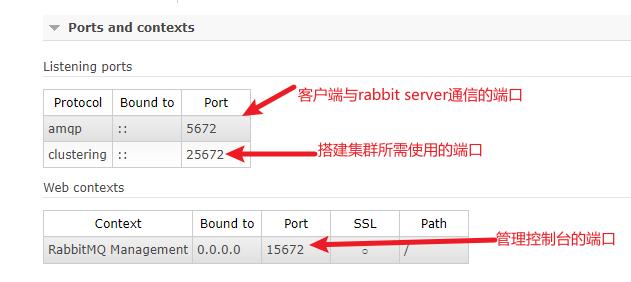 Ports and contexts
Listening ports
Protocol Bound to Port
amqp :: 5672
clustering :: 25672
客户端与rabbit server通信的端口
搭建集群所需使用的端口
Web contexts
Context Bound to Port SSL Path
RabbitMQ Management 0.0.0.0 15672 ○ /
管理控制台的端口